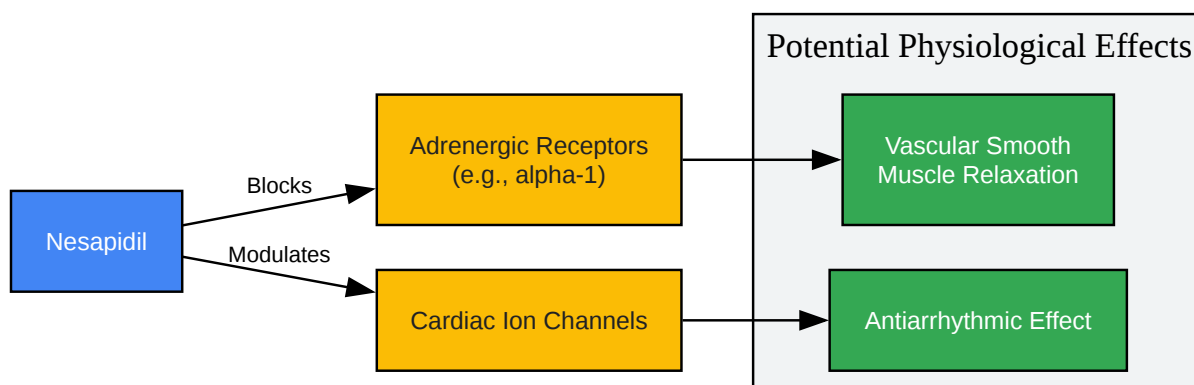 Potential Physiological Effects
Adrenergic Receptors
(e.g., alpha-1)
Vascular Smooth
Muscle Relaxation
Blocks
Nesapidil
Modulates
Cardiac Ion Channels
Antiarrhythmic Effect